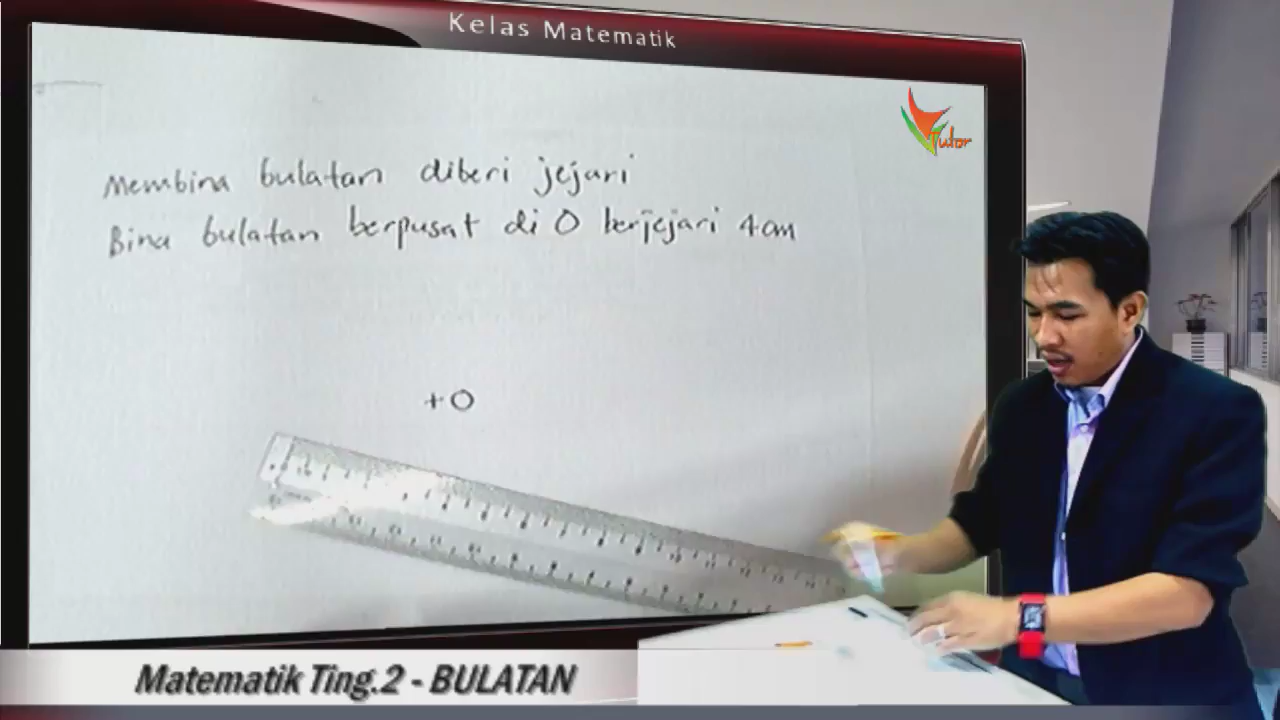 Kelas Matematik
Tutor
Membina bulatan diberi jejari
Bina bulatan berpusat di O berjejari 4cm
+O
Matematik Ting.2 - BULATAN